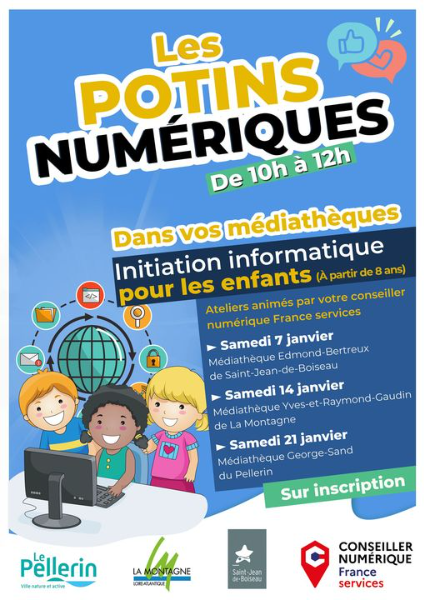 Les
POTINS
NUMÉRIQUES
De 10h à 12h
Dans vos médiathèques
Initiation informatique
pour les enfants (À partir de 8 ans)
Ateliers animés par votre conseiller
numérique France services
► Samedi 7 janvier
Médiathèque Edmond-Bertreux
de Saint-Jean-de-Boiseau
► Samedi 14 janvier
Médiathèque Yves-et-Raymond-Gaudin
de La Montagne
► Samedi 21 janvier
Médiathèque George-Sand
du Pellerin
Sur inscription
Le
Pellerin
Ville nature et active
LA MONTAGNE
LOIRE-ATLANTIQUE
Saint-Jean
de-Boiseau
CONSEILLER
NUMÉRIQUE
France
services